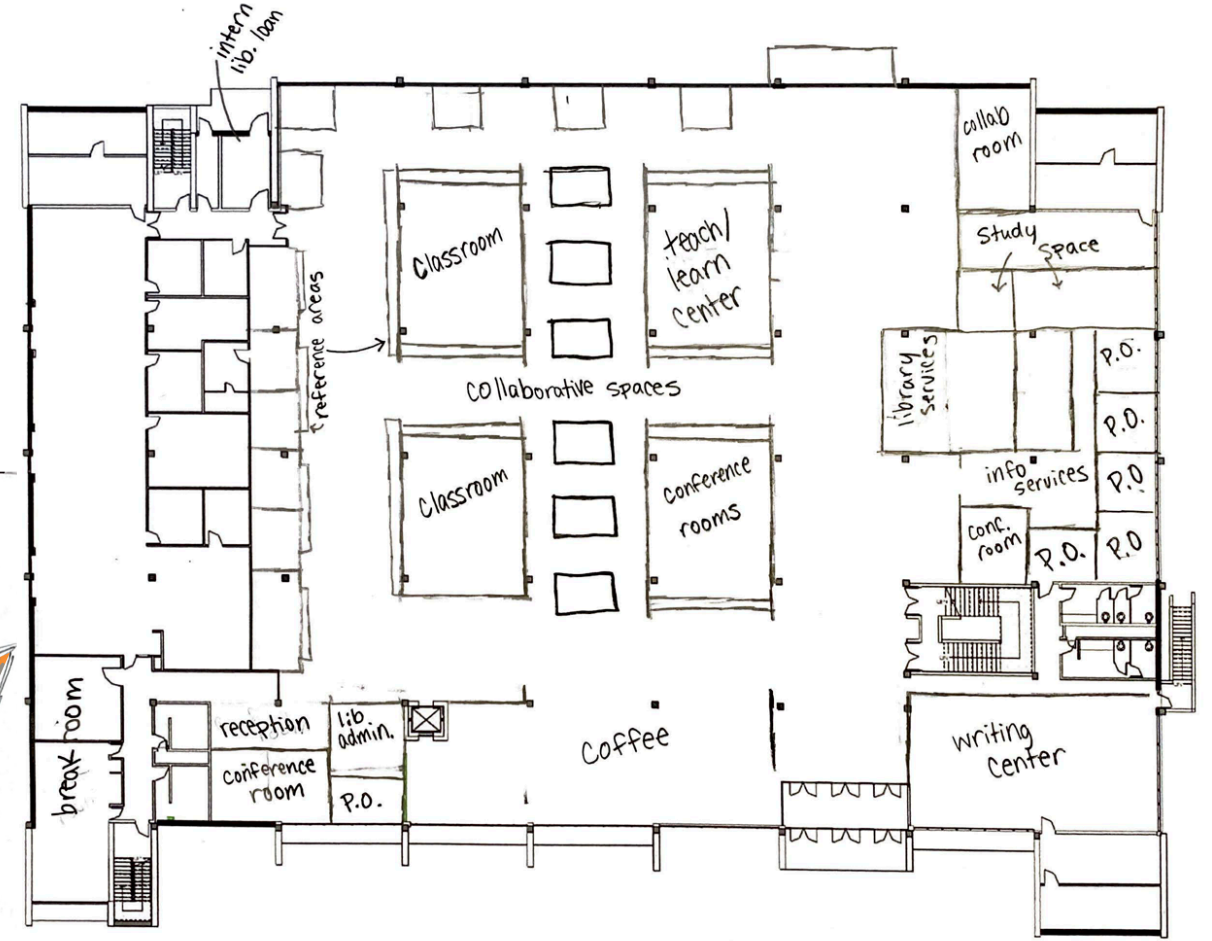 intern
lib. loan
collab
room
Classroom
teach/
learn
center
Study
space
reference areas
collaborative spaces
library
services
P.O.
P.O.
Classroom
conference
rooms
info
services
P.O
conc.
room
P.O.
P.O
break room
reception
lib
admin.
conference
room
P.O.
Coffee
writing
center